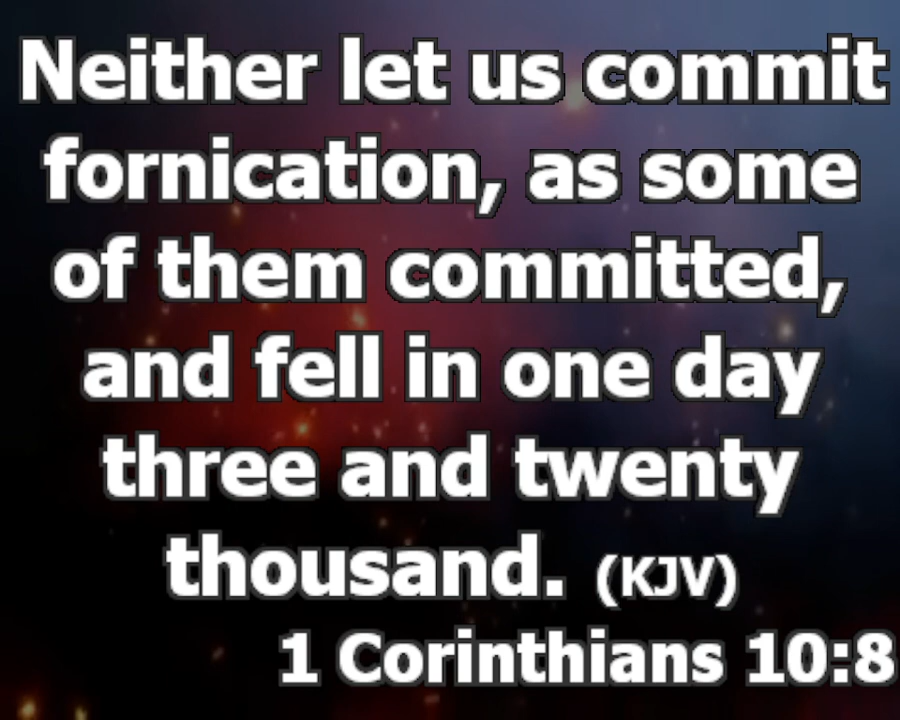 Neither let us commit
fornication, as some
of them committed,
and fell in one day
three and twenty
thousand. (KJV)
1 Corinthians 10:8